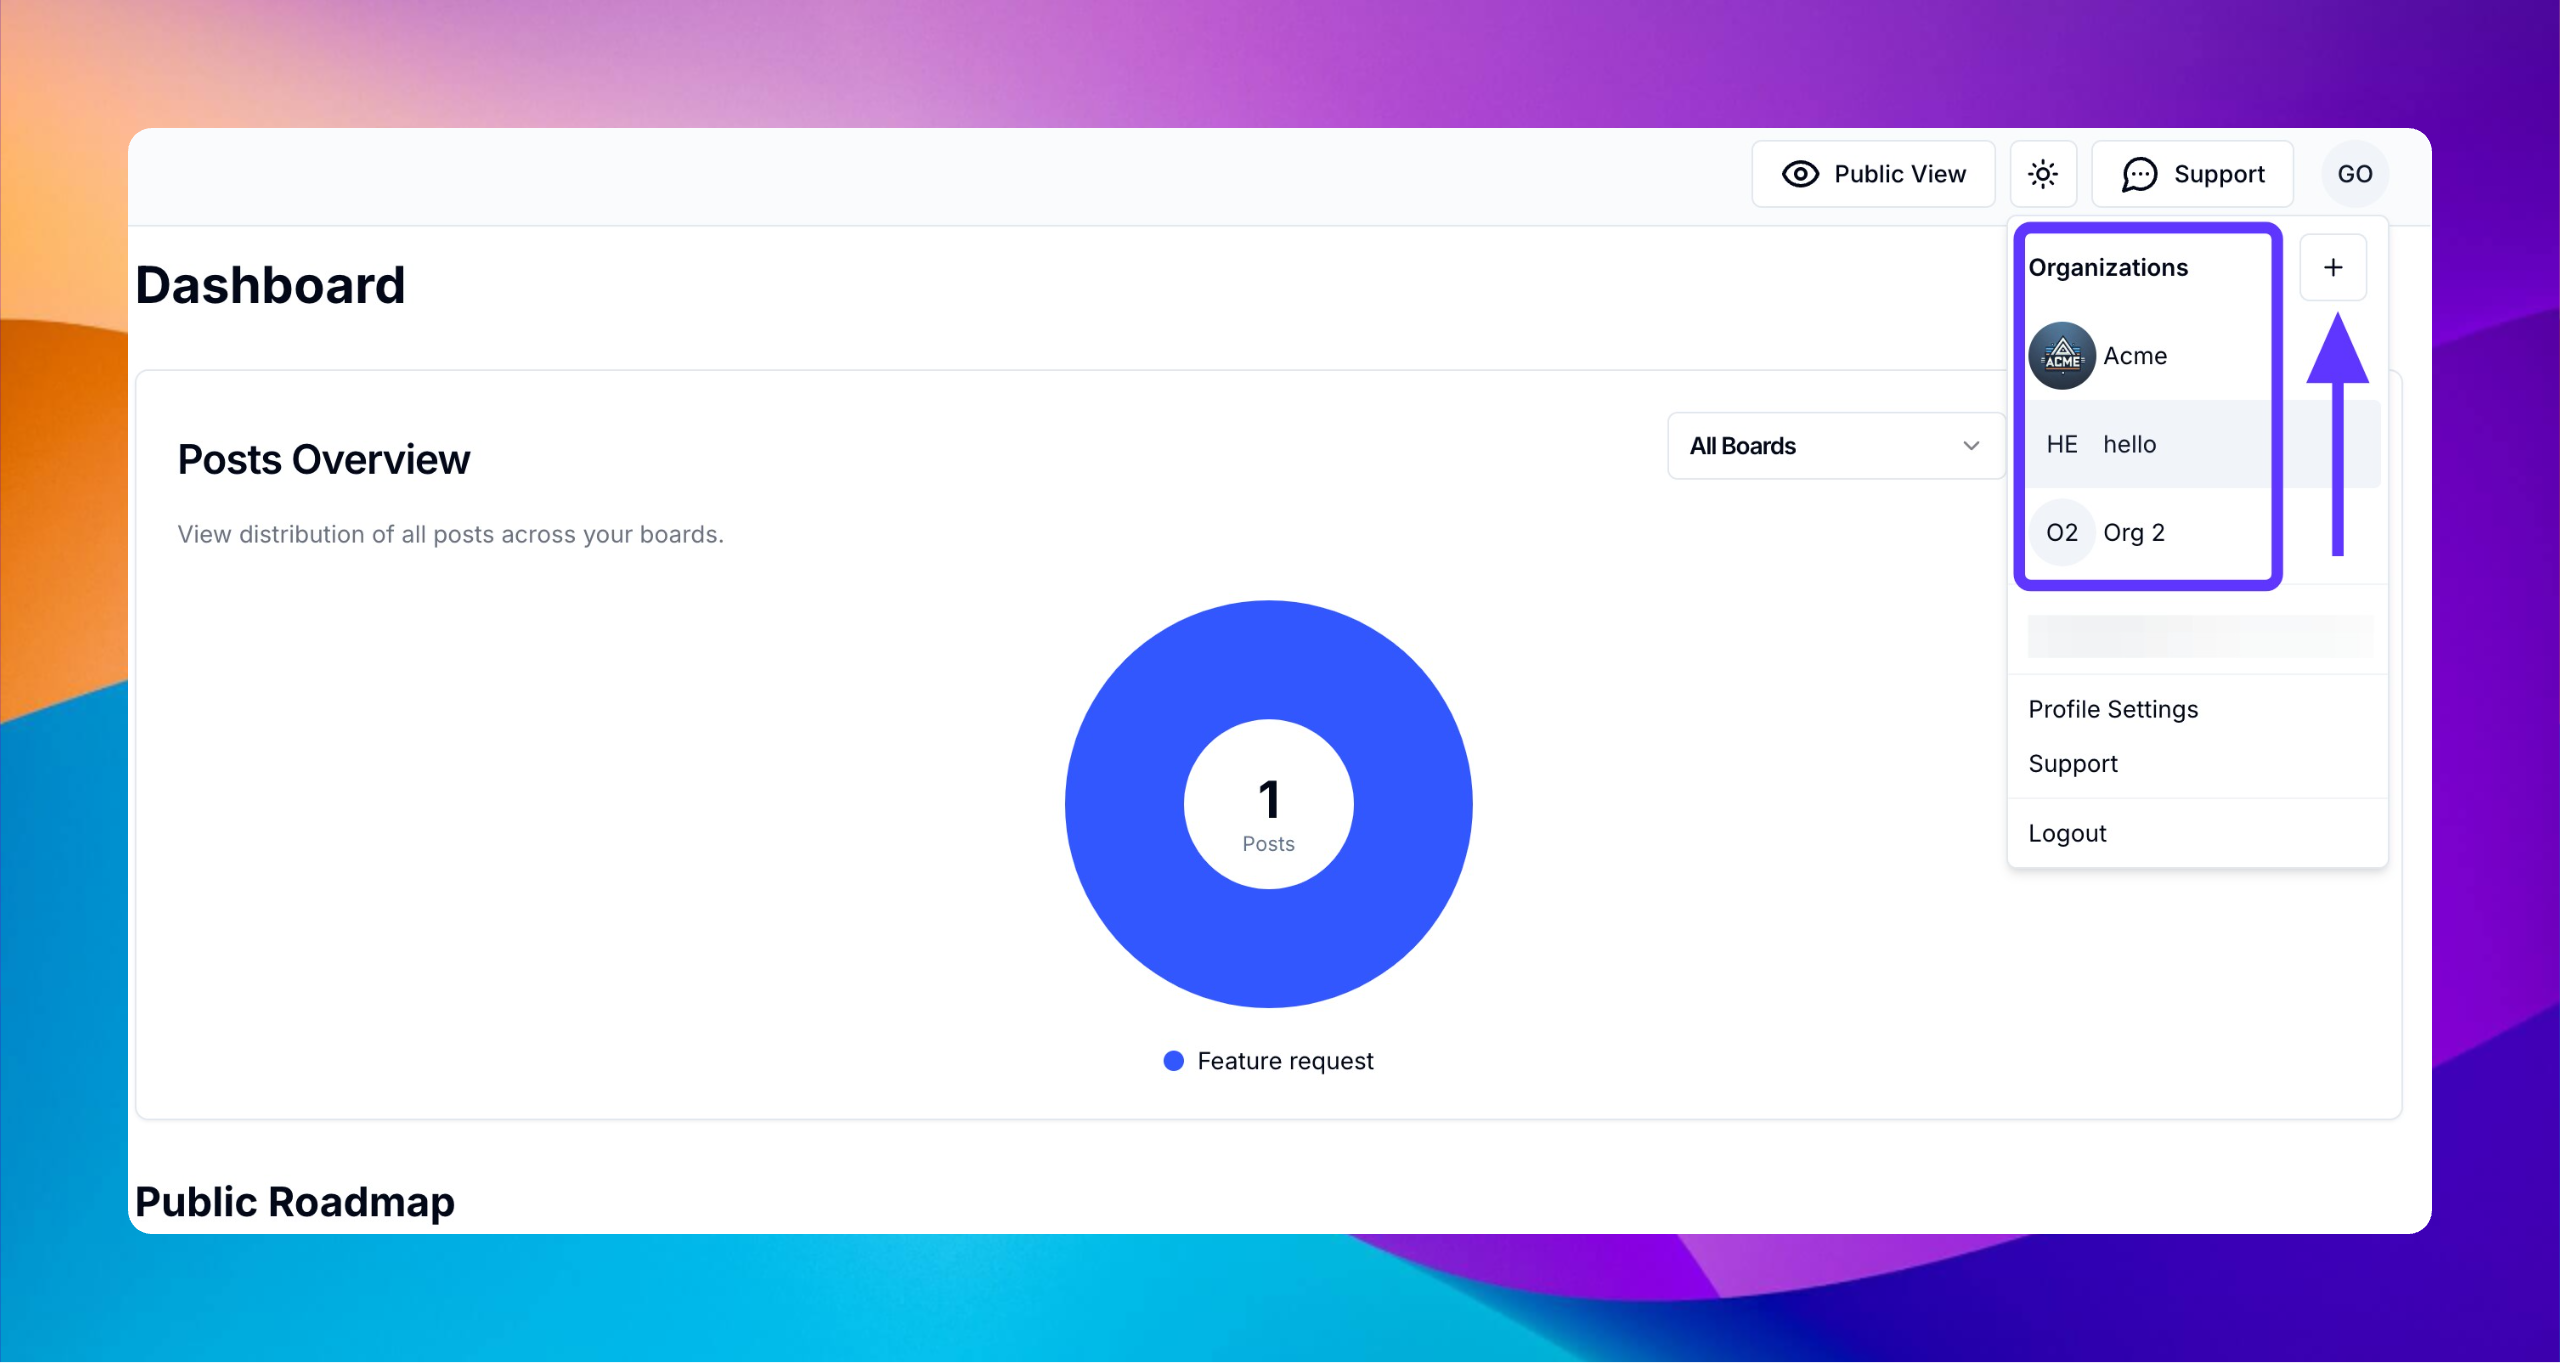 Public View
Support
GO
Dashboard
Organizations
+
ACME
Acme
Posts Overview
All Boards
HE hello
View distribution of all posts across your boards.
O2 Org 2
Profile Settings
Support
1
Posts
Logout
Feature request
Public Roadmap